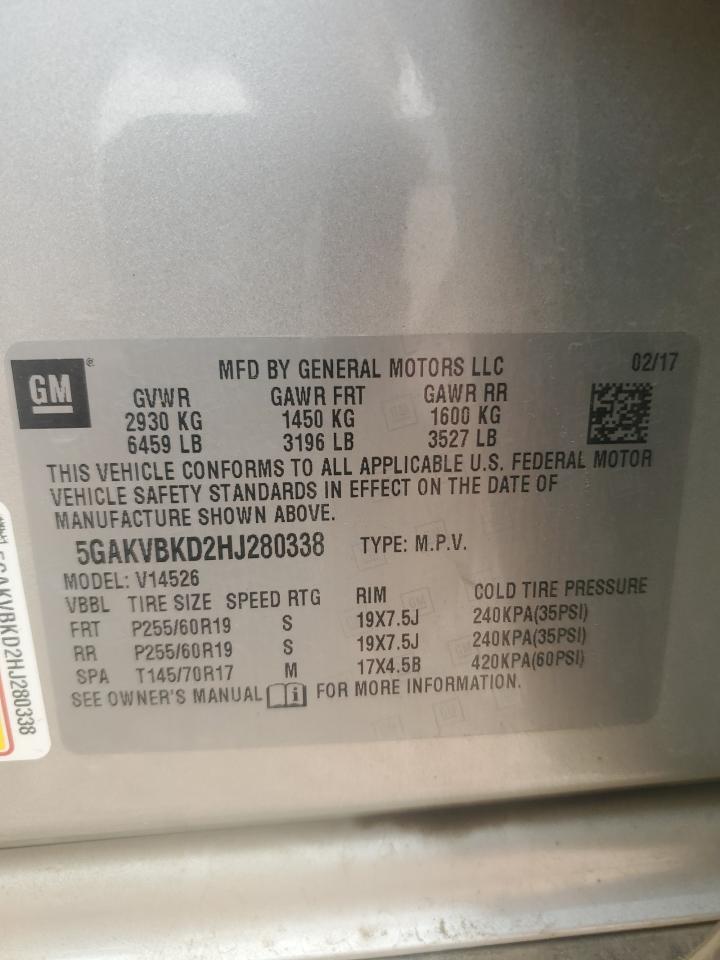 GM®
MFD BY GENERAL MOTORS LLC 02/17
GVWR GAWR FRT GAWR RR
2930 KG 1450 KG 1600 KG
6459 LB 3196 LB 3527 LB
THIS VEHICLE CONFORMS TO ALL APPLICABLE U.S. FEDERAL MOTOR
VEHICLE SAFETY STANDARDS IN EFFECT ON THE DATE OF
MANUFACTURE SHOWN ABOVE.
5GAKVBKD2HJ280338 TYPE: M.P.V.
MODEL: V14526
VBBL TIRE SIZE SPEED RTG RIM COLD TIRE PRESSURE
FRT P255/60R19 S 19X7.5J 240KPA(35PSI)
RR P255/60R19 S 19X7.5J 240KPA(35PSI)
SPA T145/70R17 M 17X4.5B 420KPA(60PSI)
SEE OWNER'S MANUAL FOR MORE INFORMATION.
5GAKVBKD2HJ280338